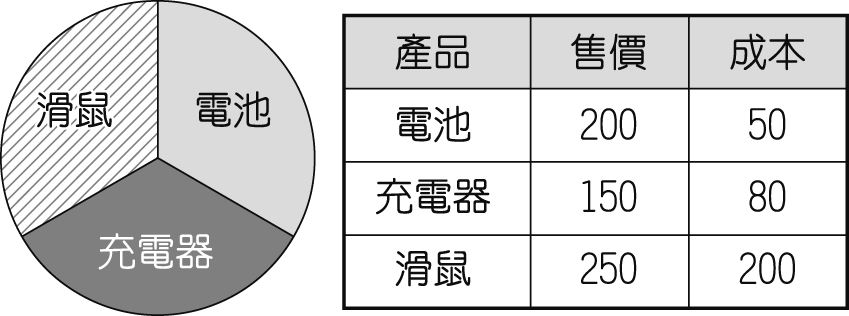 滑鼠
電池
充電器
產品 售價 成本
電池 200 50
充電器 150 80
滑鼠 250 200